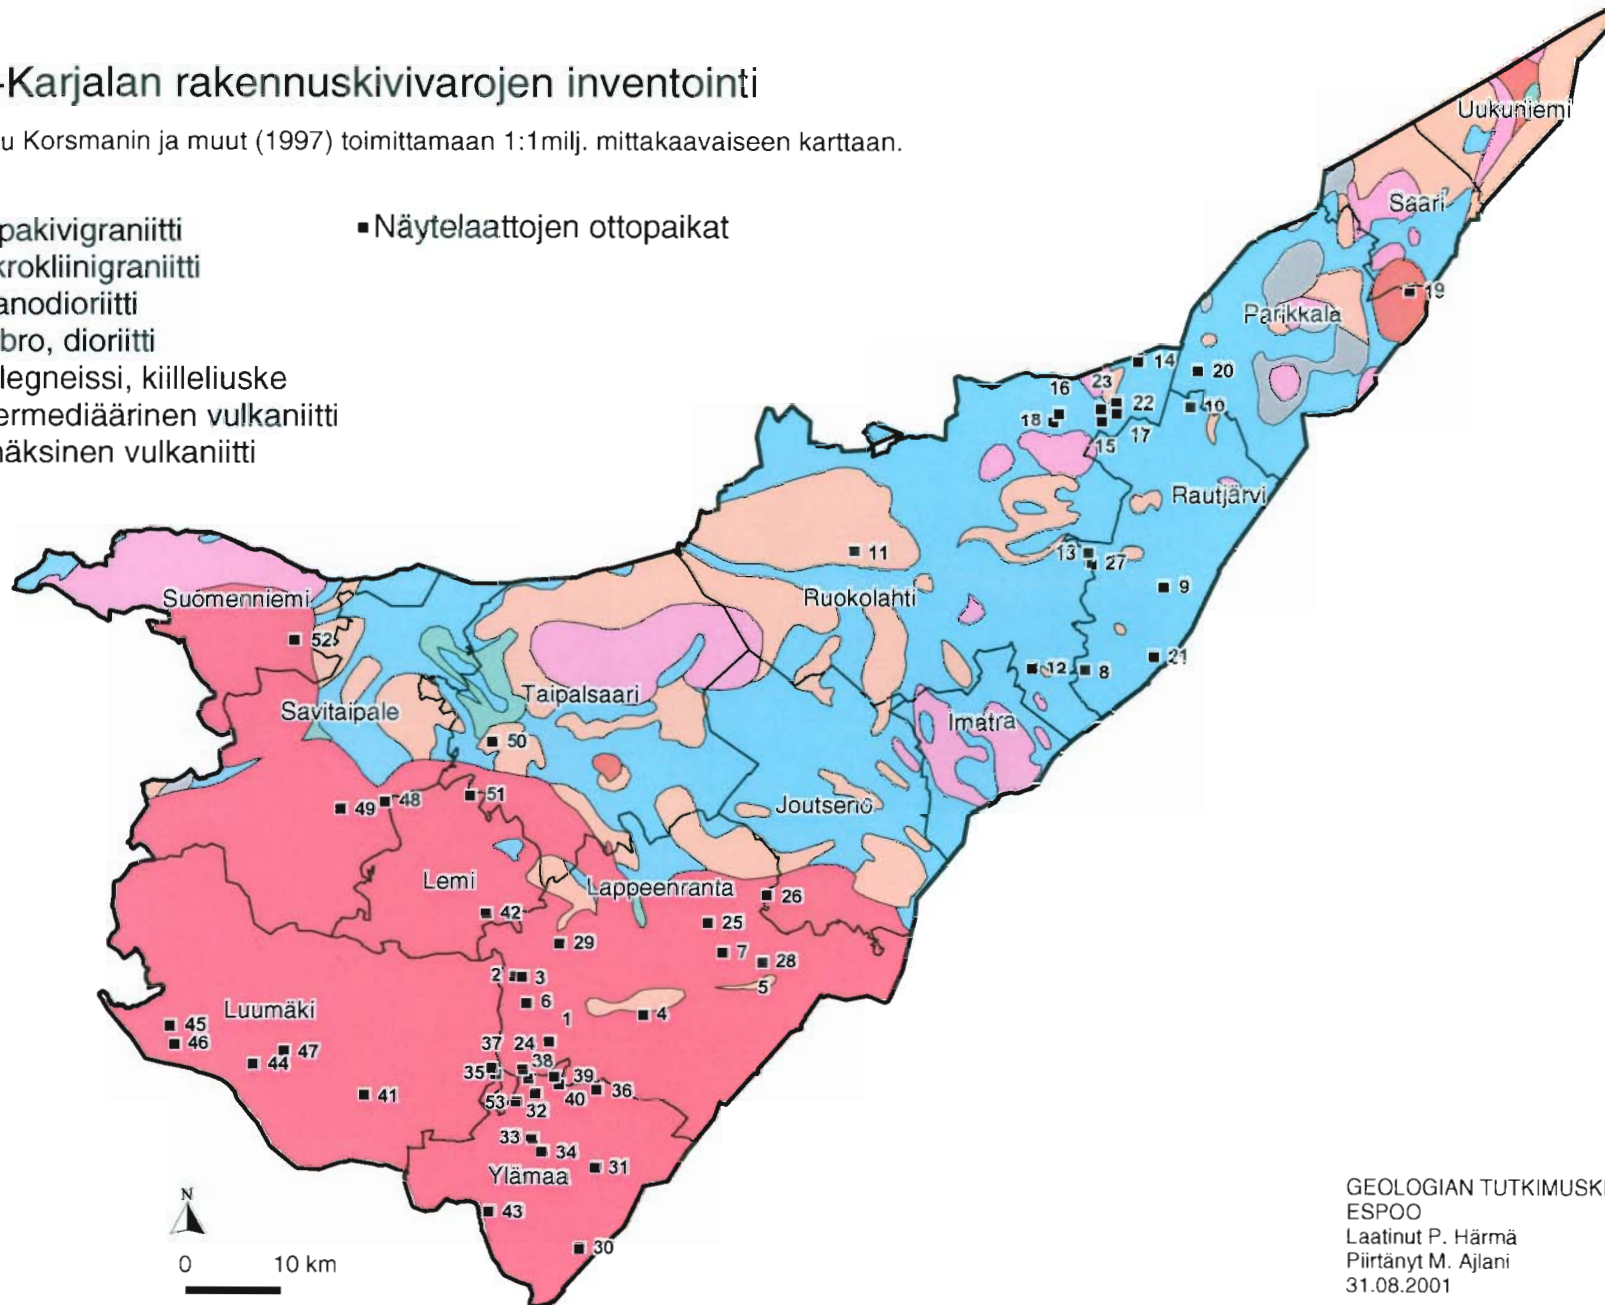 -Karjalan rakennuskivivarojen inventointi
u Korsmanin ja muut (1997) toimittamaan 1:1milj. mittakaavaiseen karttaan.
pakivigraniitti
krokliinigraniitti
anodioriitti
bro, dioriitti
legneissi, kiilleliuske
ermediäärinen vulkaniitti
näksinen vulkaniitti
Näytelaattojen ottopaikat
Uukuniemi
Saari
19
Parikkala
14
20
16
23
22
10
18
17
15
Rautjärvi
11
13
27
9
Suomenniemi
Ruokolahti
52
12
8
21
Taipalsaari
Savitaipale
Imatra
50
51
49
48
Joutseno
Lemi
Lappeenranta
26
42
25
29
7
28
2
3
5
6
Luumäki
1
4
45
46
47
44
37
24
38
35
39
36
41
40
53
32
33
34
31
Ylämaa
43
30
N
0
10 km
GEOLOGIAN TUTKIMUSK
ESPOO
Laatinut P. Härmä
Piirtänyt M. Ajlani
31.08.2001